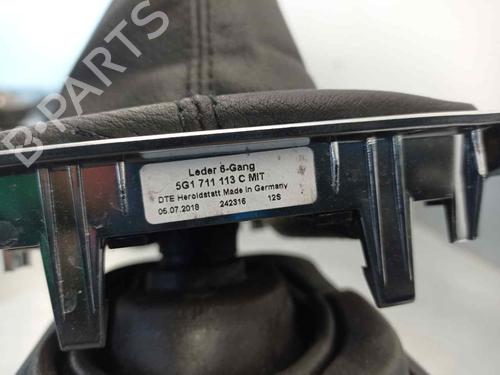 B-PARTS
Leder 6-Gang
5G1 711 113 C MIT
DTE Heroldstatt Made in Germany
05.07.2018 242316 12S